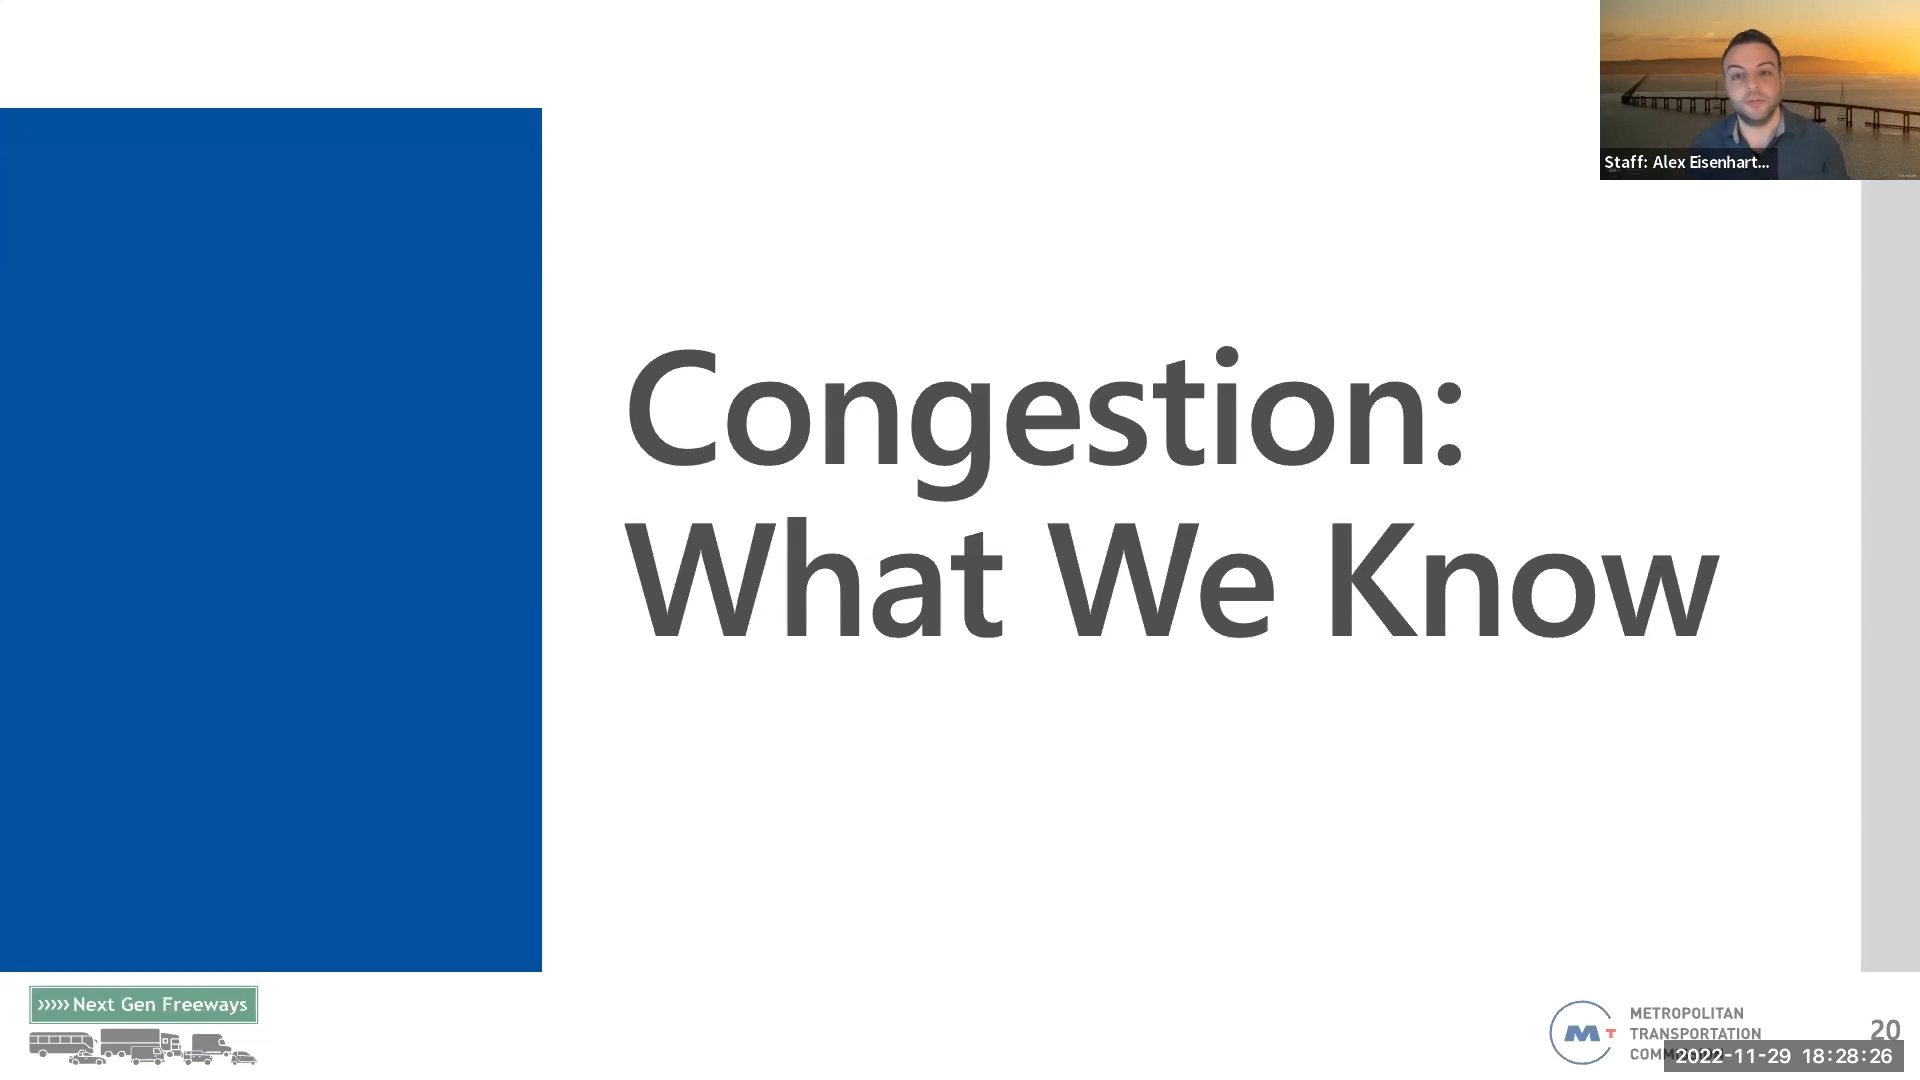 Staff: Alex Eisenhart...
Congestion:
What We Know
>>>>> Next Gen Freeways
MT
METROPOLITAN
TRANSPORTATION
20
2022-11-29 18:28:26